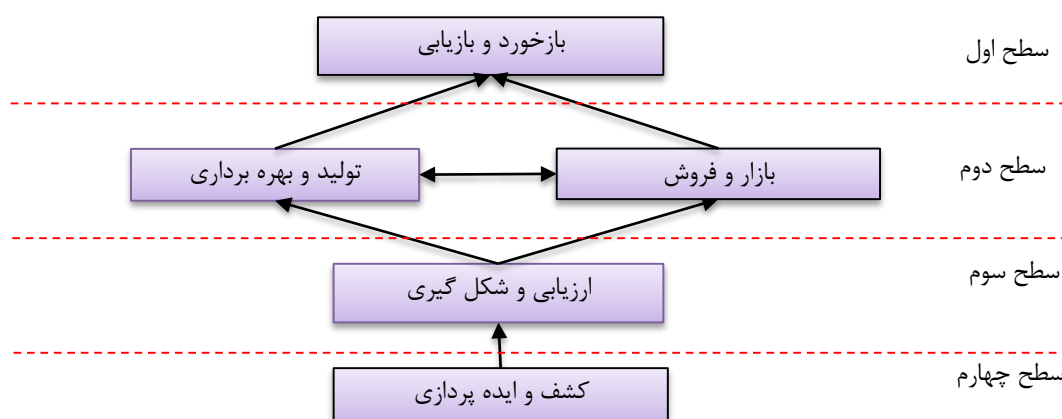 بازخورد و بازیابی
سطح اول
بازار و فروش
تولید و بهره برداری
سطح دوم
ارزیابی و شکل گیری
سطح سوم
کشف و ایده پردازی
سطح چهارم